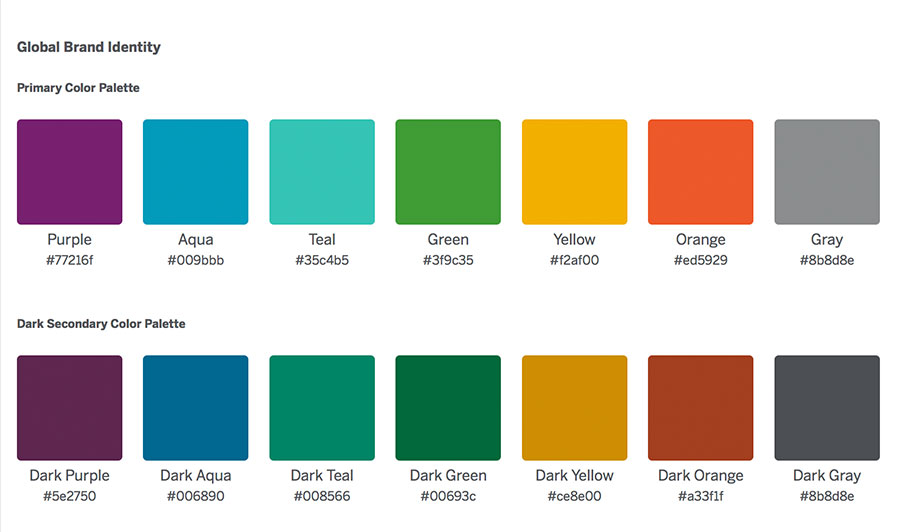 Global Brand Identity
Primary Color Palette
Purple Aqua Teal Green Yellow Orange Gray
#77216f #009bbb #35c4b5 #3f9c35 #f2af00 #ed5929 #8b8d8e
Dark Secondary Color Palette
Dark Purple Dark Aqua Dark Teal Dark Green Dark Yellow Dark Orange Dark Gray
#5e2750 #006890 #008566 #00693c #ce8e00 #a33f1f #8b8d8e